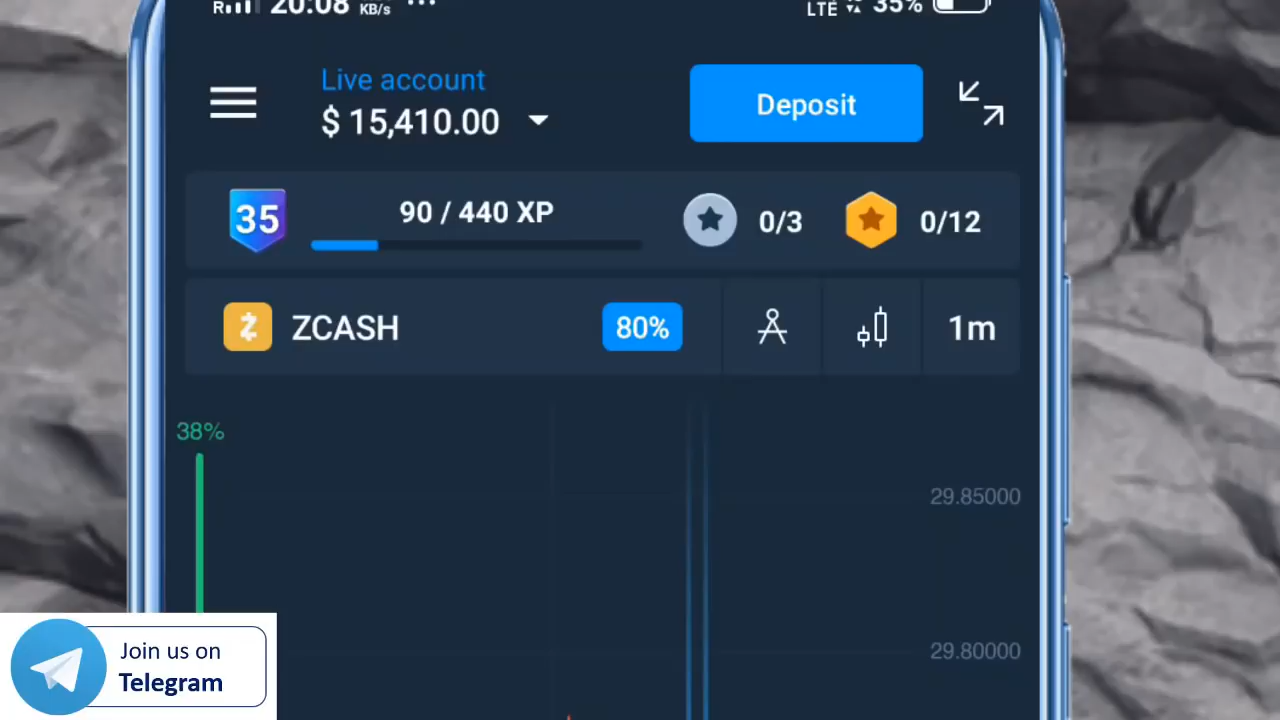 20:08 KB/s ... LTE 35%
Live account
$ 15,410.00
Deposit
35 90 / 440 XP 0/3 0/12
ZCASH 80% 1m
38%
29.85000
29.80000
Join us on
Telegram